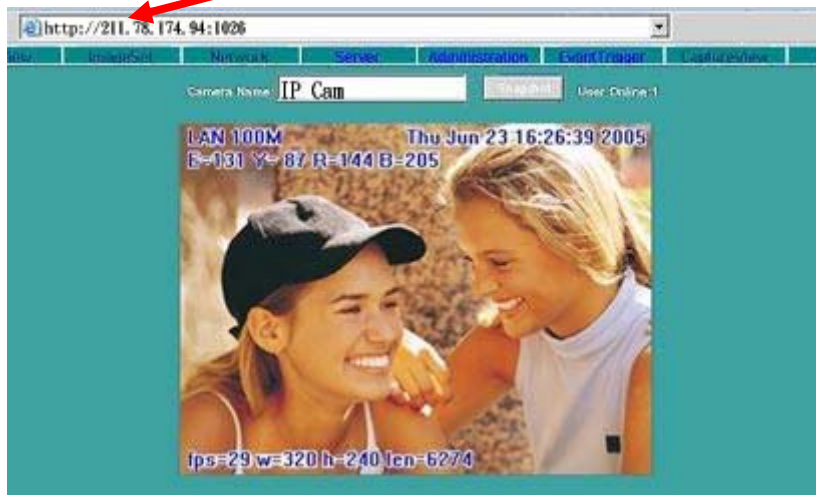 http://211.78.174.94:1026
ImageSet Network Server Administration EventTrigger CaptureView
Camera Name IP Cam Snapshot User Online:1
LAN 100M Thu Jun 23 16:26:39 2005
E=131 Y= 87 R=144 B=205
fps=29 w=320 h=240 len=6274